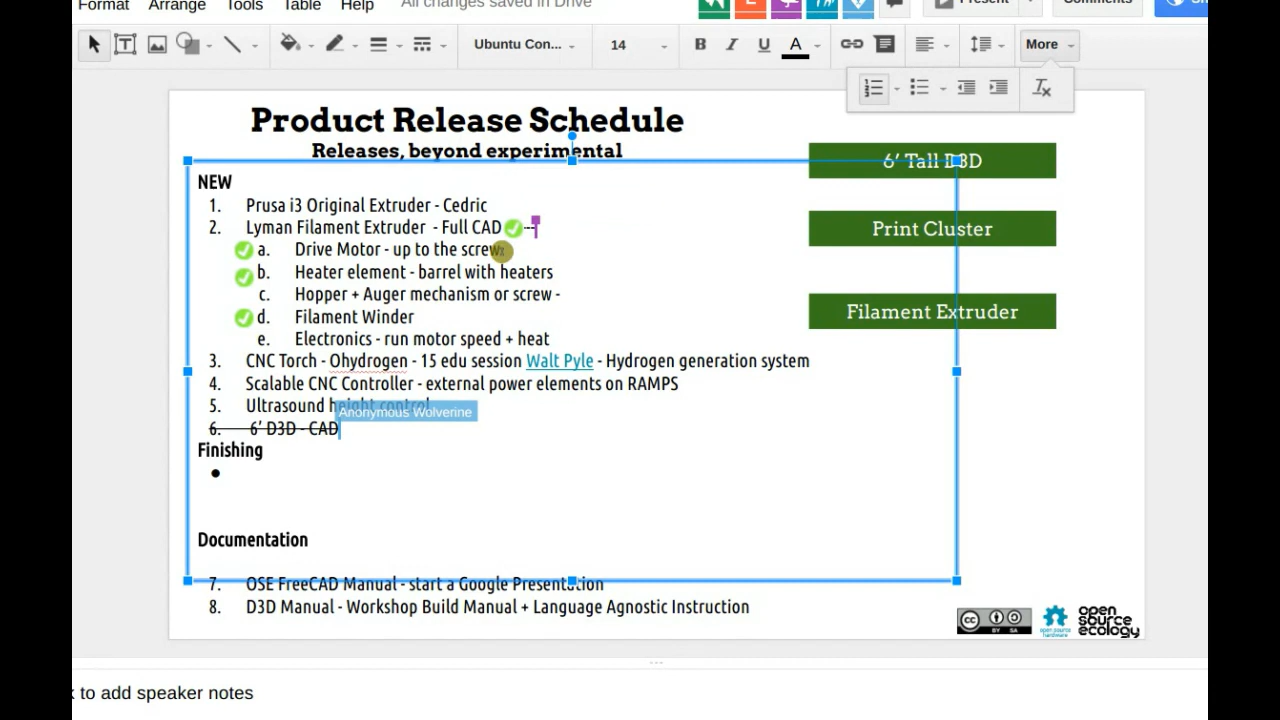 Format Arrange Tools Table Help All changes saved in Drive Present Comments
Ubuntu Con... 14 B I U A More
Product Release Schedule
Releases, beyond experimental
6' Tall D3D
NEW
1. Prusa i3 Original Extruder - Cedric
2. Lyman Filament Extruder - Full CAD --
Print Cluster
a. Drive Motor - up to the screw
b. Heater element - barrel with heaters
c. Hopper + Auger mechanism or screw -
Filament Extruder
d. Filament Winder
e. Electronics - run motor speed + heat
3. CNC Torch - Ohydrogen - 15 edu session Walt Pyle - Hydrogen generation system
4. Scalable CNC Controller - external power elements on RAMPS
5. Ultrasound height control
Anonymous Wolverine
6. 6' D3D - CAD
Finishing
●
Documentation
7. OSE FreeCAD Manual - start a Google Presentation
8. D3D Manual - Workshop Build Manual + Language Agnostic Instruction
cc BY SA open source hardware open source ecology
to add speaker notes